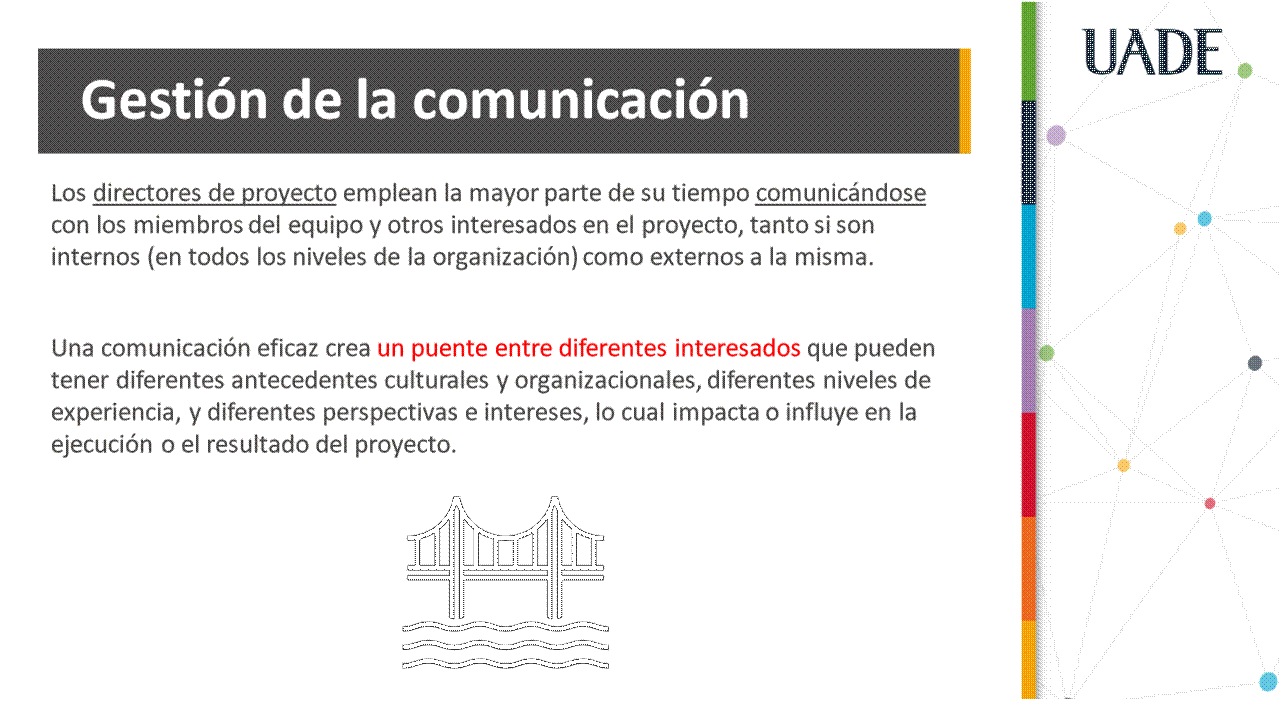 UADE
Gestión de la comunicación
Los directores de proyecto emplean la mayor parte de su tiempo comunicándose
con los miembros del equipo y otros interesados en el proyecto, tanto si son
internos (en todos los niveles de la organización) como externos a la misma.
Una comunicación eficaz crea un puente entre diferentes interesados que pueden
tener diferentes antecedentes culturales y organizacionales, diferentes niveles de
experiencia, y diferentes perspectivas e intereses, lo cual impacta o influye en la
ejecución o el resultado del proyecto.